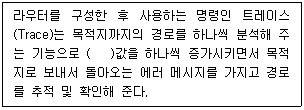 라우터를 구성한 후 사용하는 명령인 트레이스
(Trace)는 목적지까지의 경로를 하나씩 분석해 주
는 기능으로 (    )값을 하나씩 증가시키면서 목적
지로 보내서 돌아오는 에러 메시지를 가지고 경로
를 추적 및 확인해 준다.